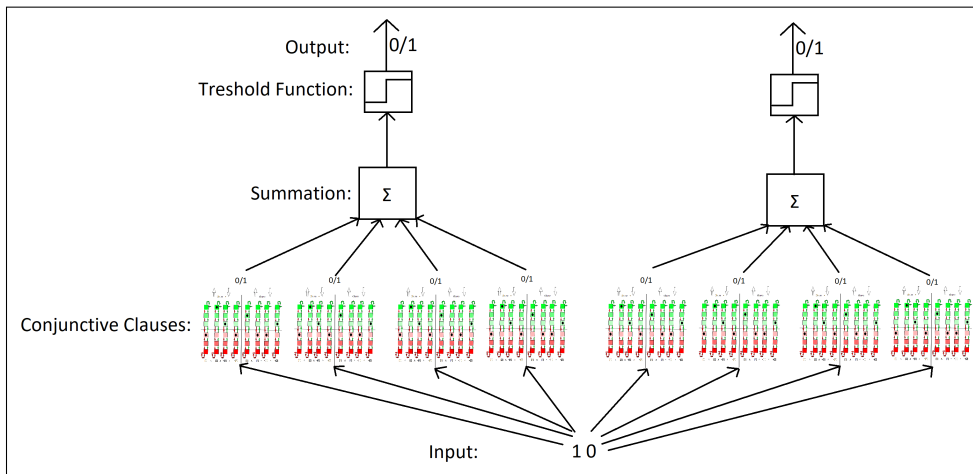 Output: 0/1 0/1
Treshold Function:
Summation: Σ Σ
0/1 0/1 0/1 0/1 0/1 0/1 0/1 0/1
Conjunctive Clauses:
Input: 1 0